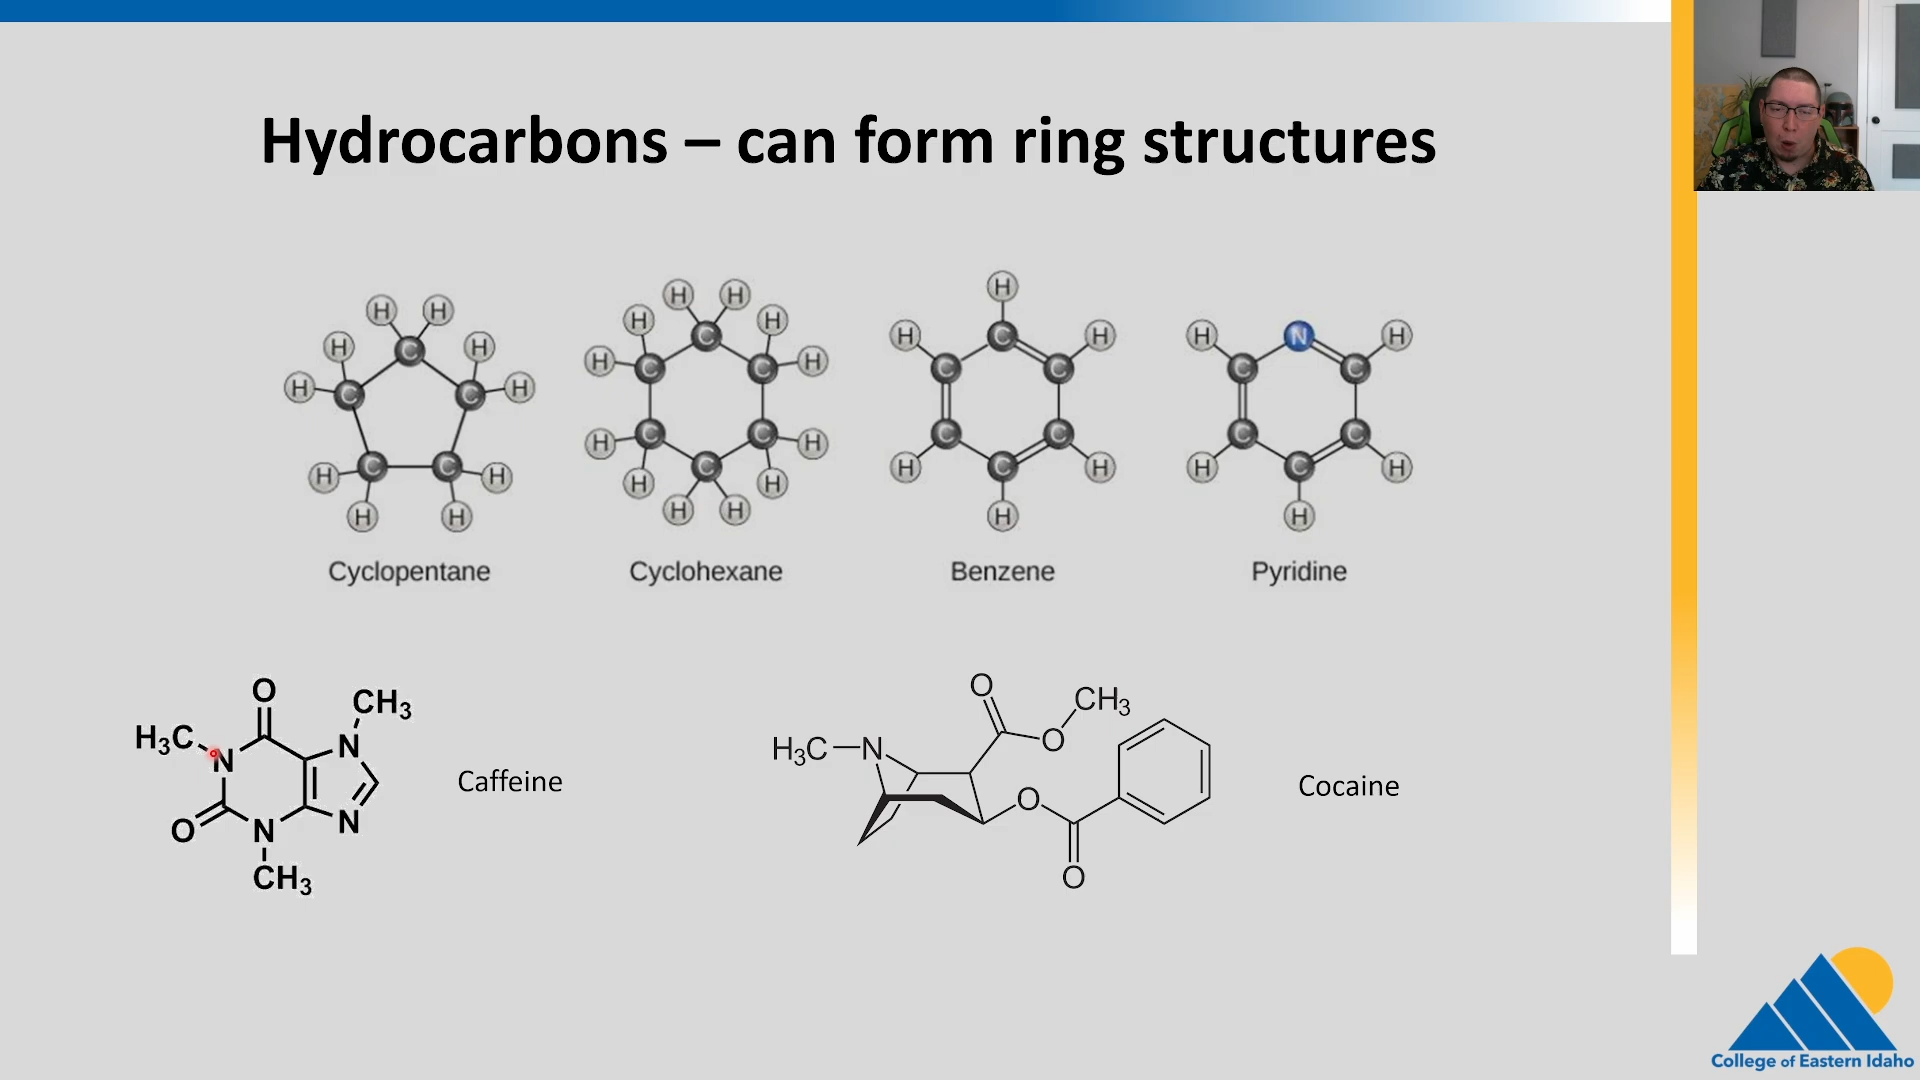 Hydrocarbons – can form ring structures
H H
H H
C
H C C H
C C
H H
H H
Cyclopentane
H H
H H
C
H C C H
H C C H
C
H H
H H
Cyclohexane
H
H C H
C C
C C
H C H
H
Benzene
H N H
C C
C C
H C H
H
Pyridine
O
CH₃
H₃C
N
N
O
N
N
CH₃
Caffeine
O
CH₃
O
H₃C N
O
O
Cocaine
College of Eastern Idaho